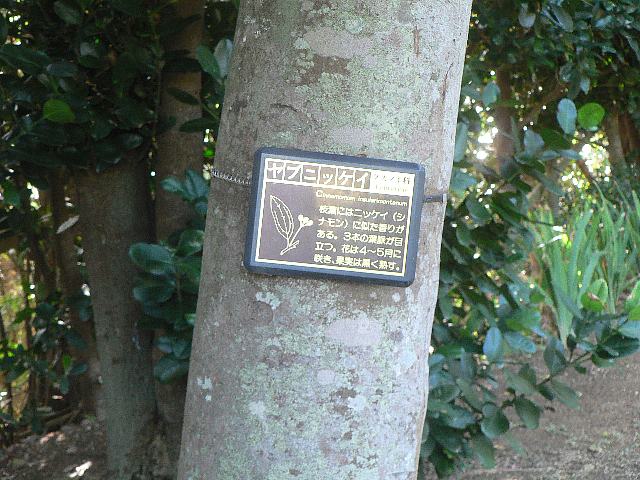 ヤブニッケイ クスノキ科
Cinnamomum insularimontanum
枝葉にはニッケイ（シ
ナモン）に似た香りが
ある。3本の葉脈が目
立つ。花は4〜5月に
咲き、果実は黒く熟す。